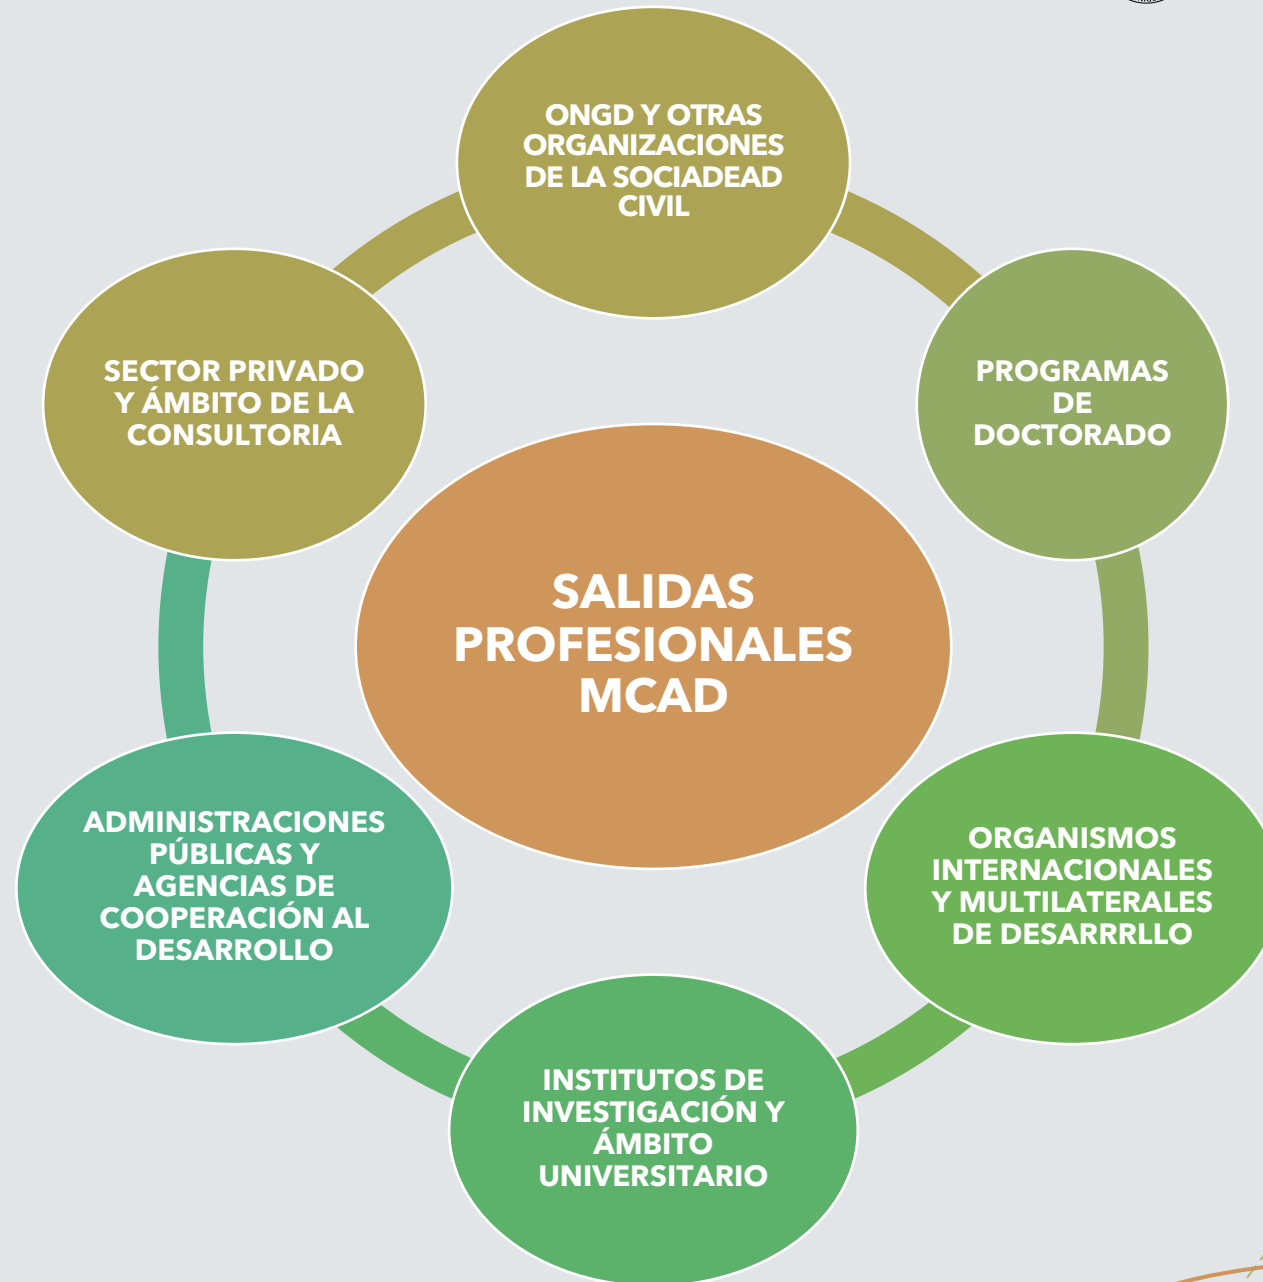 ONGD Y OTRAS
ORGANIZACIONES
DE LA SOCIADEAD
CIVIL
SECTOR PRIVADO
Y ÁMBITO DE LA
CONSULTORIA
PROGRAMAS
DE
DOCTORADO
SALIDAS
PROFESIONALES
MCAD
ADMINISTRACIONES
PÚBLICAS Y
AGENCIAS DE
COOPERACIÓN AL
DESARROLLO
ORGANISMOS
INTERNACIONALES
Y MULTILATERALES
DE DESARRRLLO
INSTITUTOS DE
INVESTIGACIÓN Y
ÁMBITO
UNIVERSITARIO